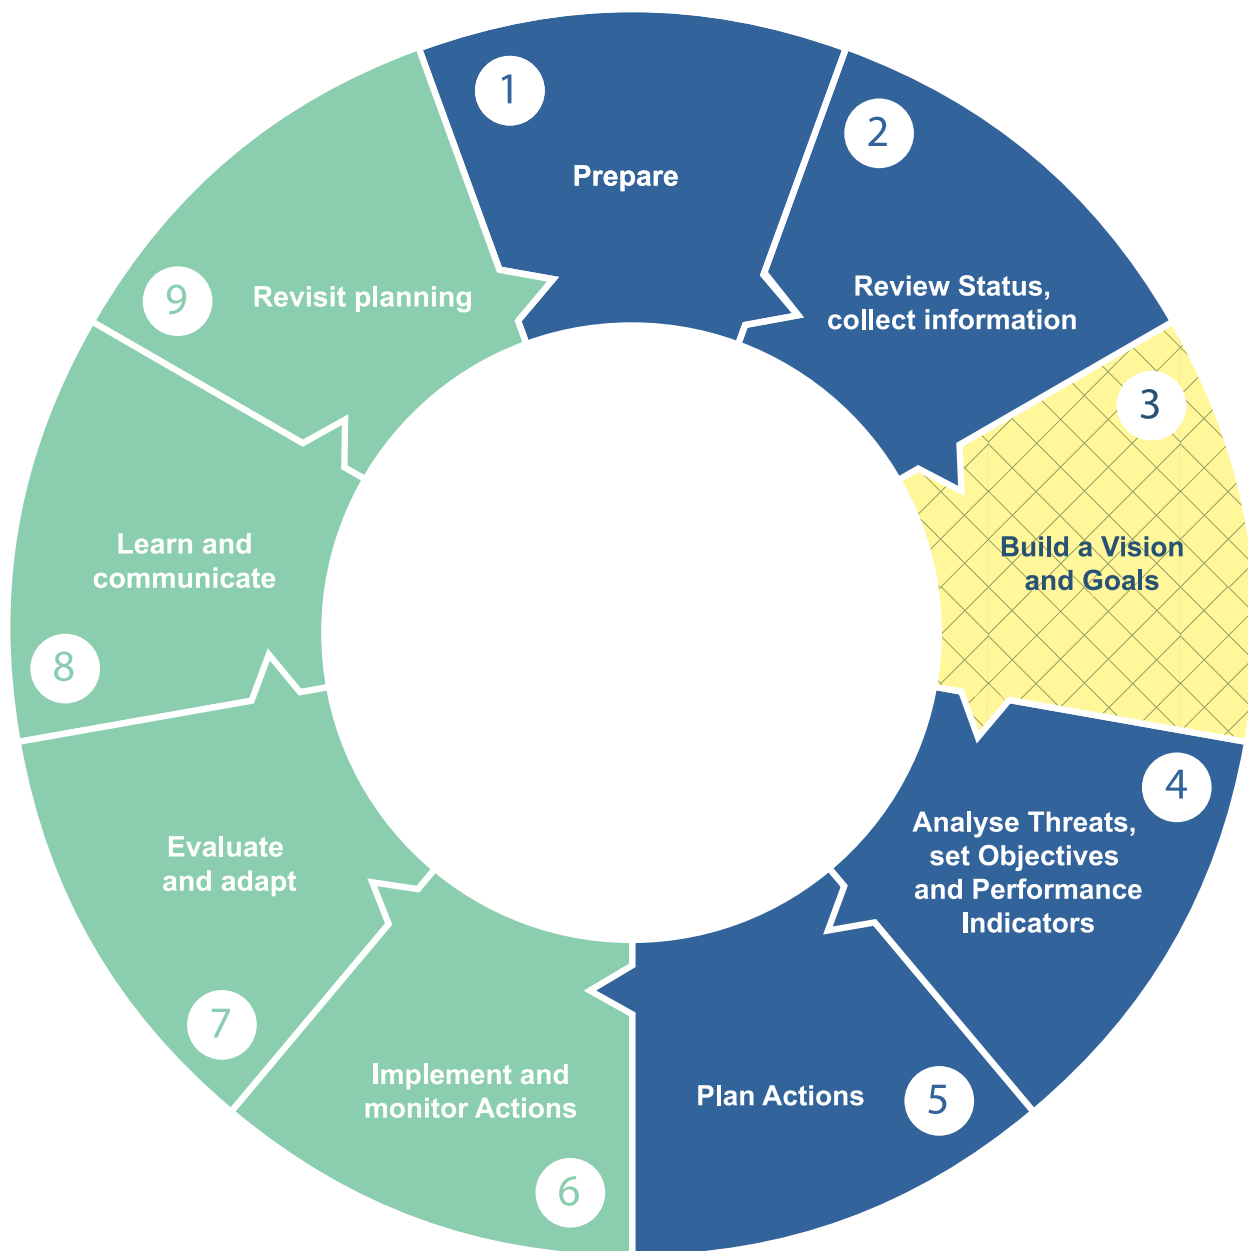 1
Prepare
2
Review Status,
collect information
3
Build a Vision
and Goals
4
Analyse Threats,
set Objectives
and Performance
Indicators
5
Plan Actions
6
Implement and
monitor Actions
7
Evaluate
and adapt
8
Learn and
communicate
9
Revisit planning